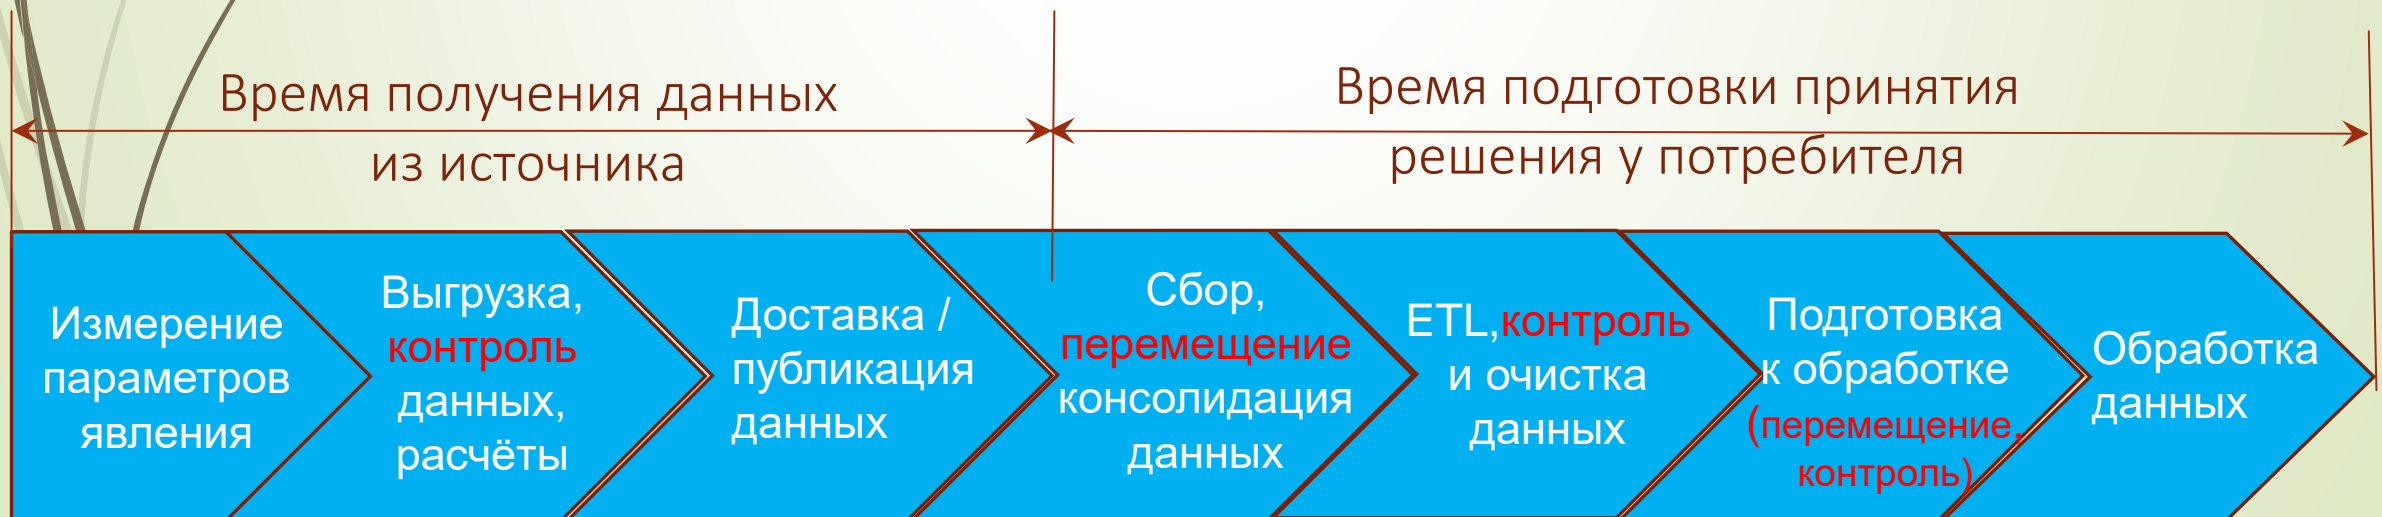 Время получения данных
из источника
Время подготовки принятия
решения у потребителя
Измерение
параметров
явления
Выгрузка,
контроль
данных,
расчёты
Доставка /
публикация
данных
Сбор,
перемещение
консолидация
данных
ETL,контроль
и очистка
данных
Подготовка
к обработке
(перемещение,
контроль)
Обработка
данных